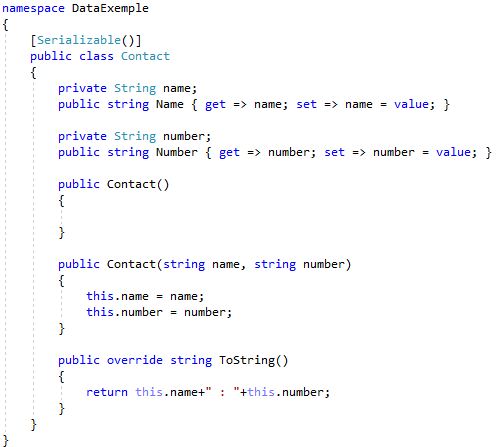 namespace DataExemple
{
    [Serializable()]
    public class Contact
    {
        private String name;
        public string Name { get => name; set => name = value; }

        private String number;
        public string Number { get => number; set => number = value; }

        public Contact()
        {

        }

        public Contact(string name, string number)
        {
            this.name = name;
            this.number = number;
        }

        public override string ToString()
        {
            return this.name+" : "+this.number;
        }
    }
}